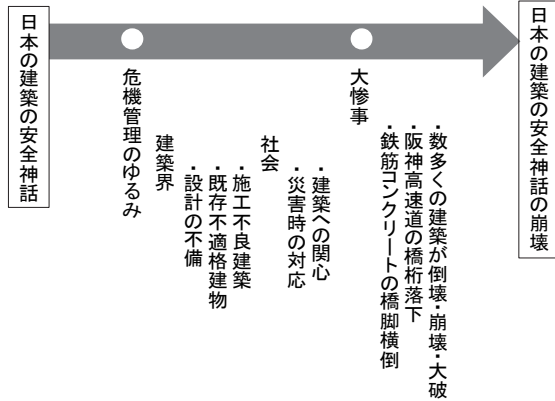 日本の建築の安全神話
危機管理のゆるみ
建築界
・設計の不備
・既存不適格建物
・施工不良建築
社会
・災害時の対応
・建築への関心
大惨事
・鉄筋コンクリートの橋脚横倒
・阪神高速道の橋桁落下
・数多くの建築が倒壊・崩壊・大破
日本の建築の安全神話の崩壊